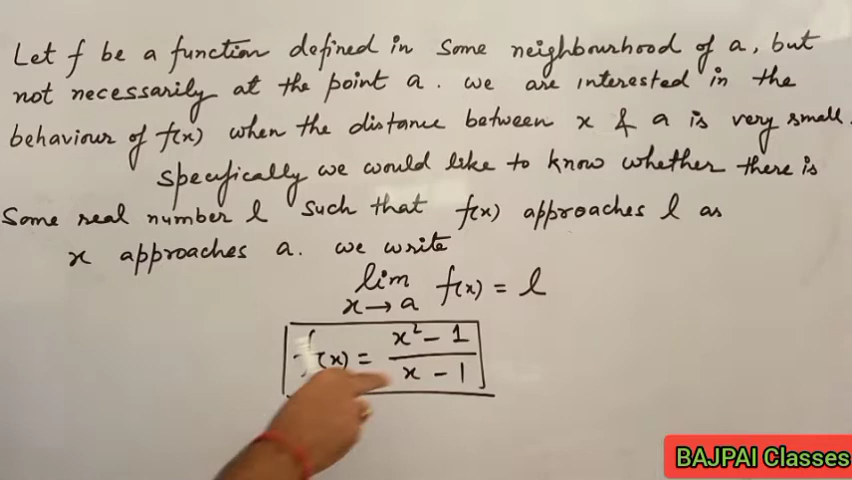 Let f be a function defined in some neighbourhood of a, but
not necessarily at the point a. we are interested in the
behaviour of f(x) when the distance between x & a is very small.
Specifically we would like to know whether there is
Some real number l such that f(x) approaches l as
x approaches a. we write
lim f(x) = l
x→a
f(x) = x² - 1
x - 1
BAJPAI Classes